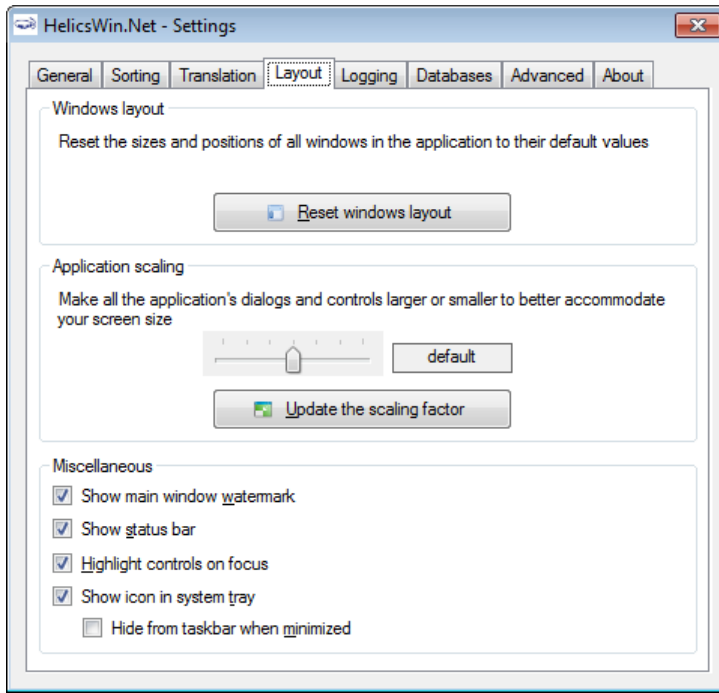 HelicsWin.Net - Settings
General Sorting Translation Layout Logging Databases Advanced About
Windows layout
Reset the sizes and positions of all windows in the application to their default values
Reset windows layout
Application scaling
Make all the application's dialogs and controls larger or smaller to better accommodate
your screen size
default
Update the scaling factor
Miscellaneous
Show main window watermark
Show status bar
Highlight controls on focus
Show icon in system tray
Hide from taskbar when minimized